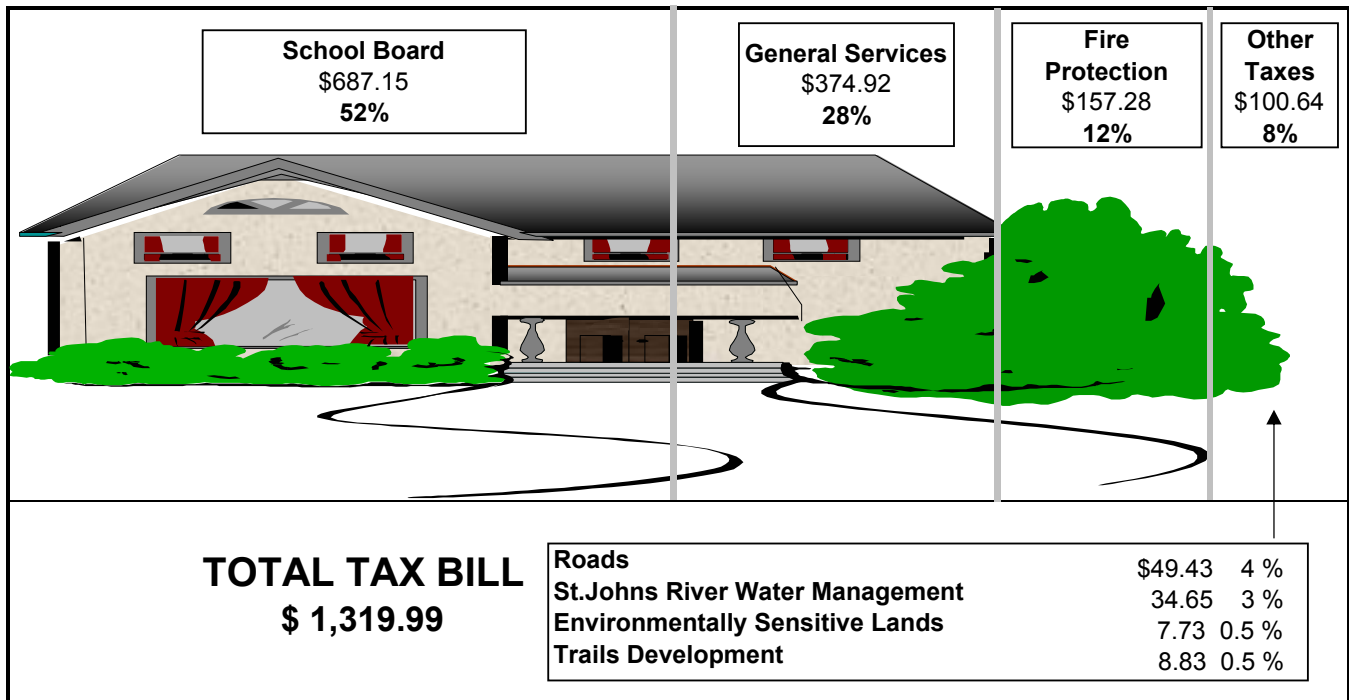 School Board
$687.15
52%
General Services
$374.92
28%
Fire
Protection
$157.28
12%
Other
Taxes
$100.64
8%
TOTAL TAX BILL
$ 1,319.99
Roads $49.43 4 %
St.Johns River Water Management 34.65 3 %
Environmentally Sensitive Lands 7.73 0.5 %
Trails Development 8.83 0.5 %